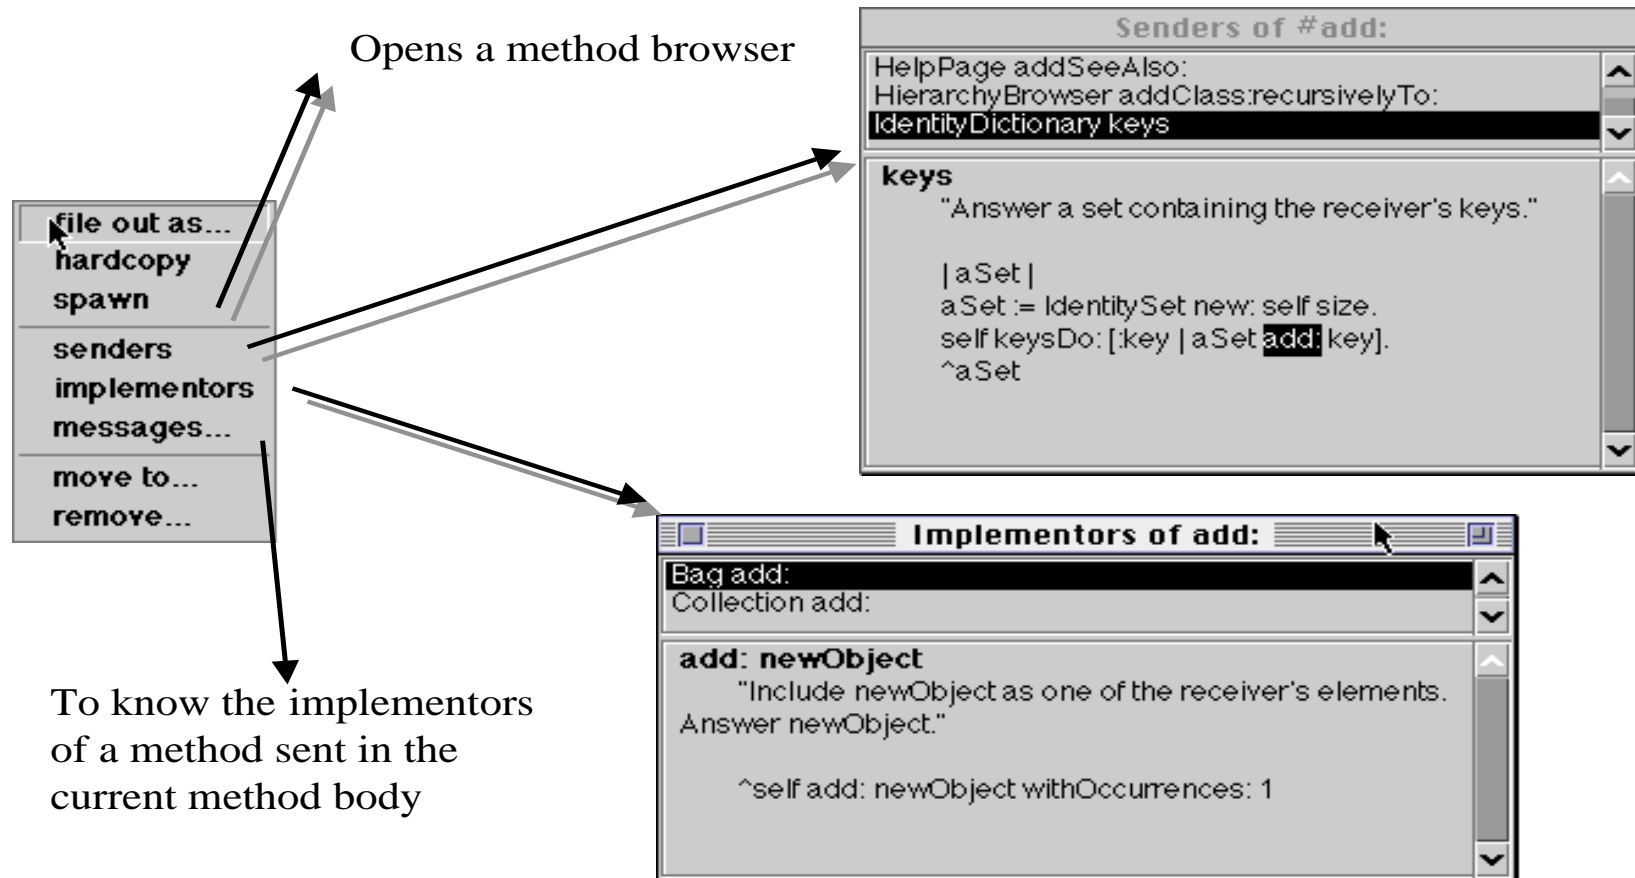 Opens a method browser
file out as...
hardcopy
spawn
senders
implementors
messages...
move to...
remove...
To know the implementors
of a method sent in the
current method body
Senders of #add:
HelpPage addSeeAlso:
HierarchyBrowser addClass:recursivelyTo:
IdentityDictionary keys
keys
"Answer a set containing the receiver's keys."
| aSet |
aSet := IdentitySet new: self size.
self keysDo: [:key | aSet add: key].
^aSet
Implementors of add:
Bag add:
Collection add:
add: newObject
"Include newObject as one of the receiver's elements.
Answer newObject."
^self add: newObject withOccurrences: 1